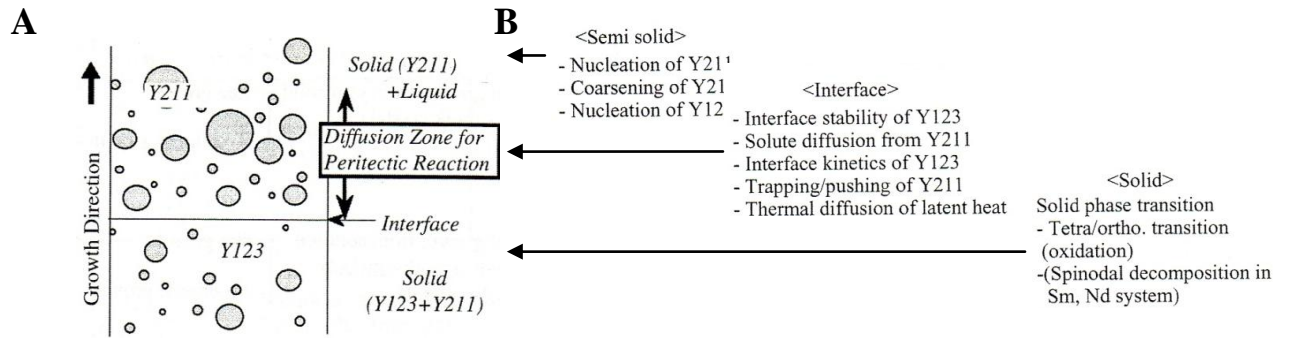 A
B
Growth Direction
Y211
Solid (Y211)
+Liquid
Diffusion Zone for
Peritectic Reaction
Interface
Y123
Solid
(Y123+Y211)
<Semi solid>
- Nucleation of Y21¹
- Coarsening of Y21
- Nucleation of Y12
<Interface>
- Interface stability of Y123
- Solute diffusion from Y211
- Interface kinetics of Y123
- Trapping/pushing of Y211
- Thermal diffusion of latent heat
<Solid>
Solid phase transition
- Tetra/ortho. transition
(oxidation)
-(Spinodal decomposition in
Sm, Nd system)